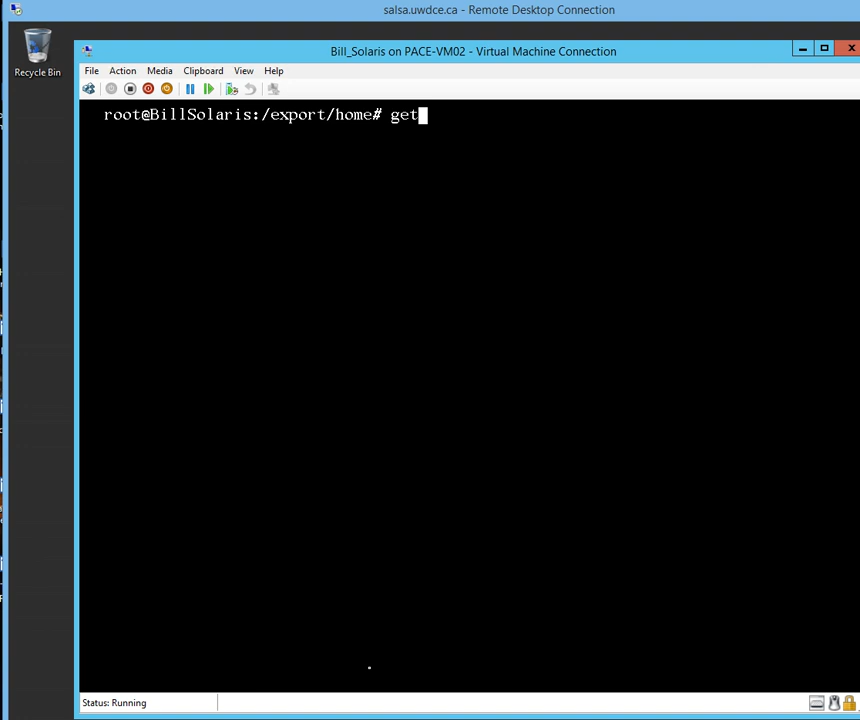 salsa.uwdce.ca - Remote Desktop Connection
Recycle Bin
Bill_Solaris on PACE-VM02 - Virtual Machine Connection
File Action Media Clipboard View Help
root@BillSolaris:/export/home# get
Status: Running